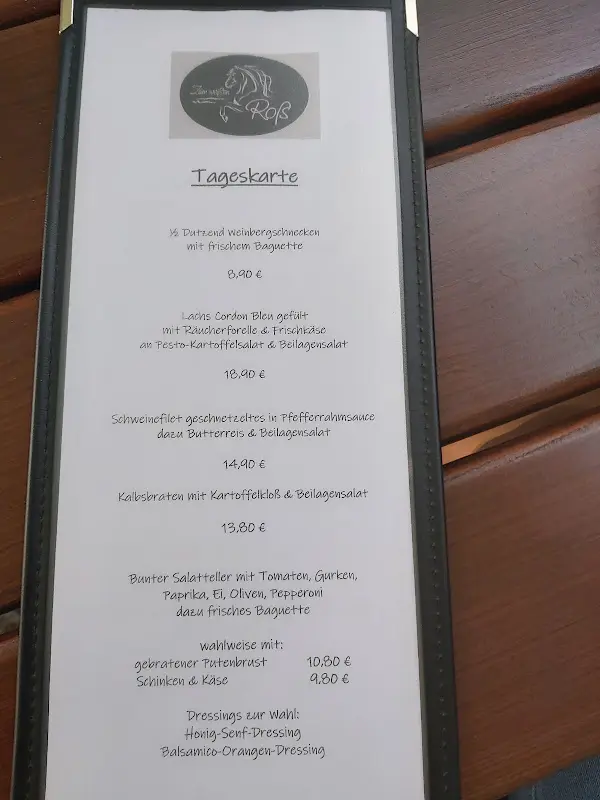 Zum weißen
Roß
Tageskarte
½ Dutzend Weinbergschnecken
mit frischem Baguette
8,90 €
Lachs Cordon Bleu gefült
mit Räucherforelle & Frischkäse
an Pesto-Kartoffelsalat & Beilagensalat
18,90 €
Schweinefilet geschnetzeltes in Pfefferrahmsauce
dazu Butterreis & Beilagensalat
14,90 €
Kalbsbraten mit Kartoffelkloß & Beilagensalat
13,80 €
Bunter Salatteller mit Tomaten, Gurken,
Paprika, Ei, Oliven, Pepperoni
dazu frisches Baguette
wahlweise mit:
gebratener Putenbrust 10,80 €
Schinken & Käse 9,80 €
Dressings zur Wahl:
Honig-Senf-Dressing
Balsamico-Orangen-Dressing